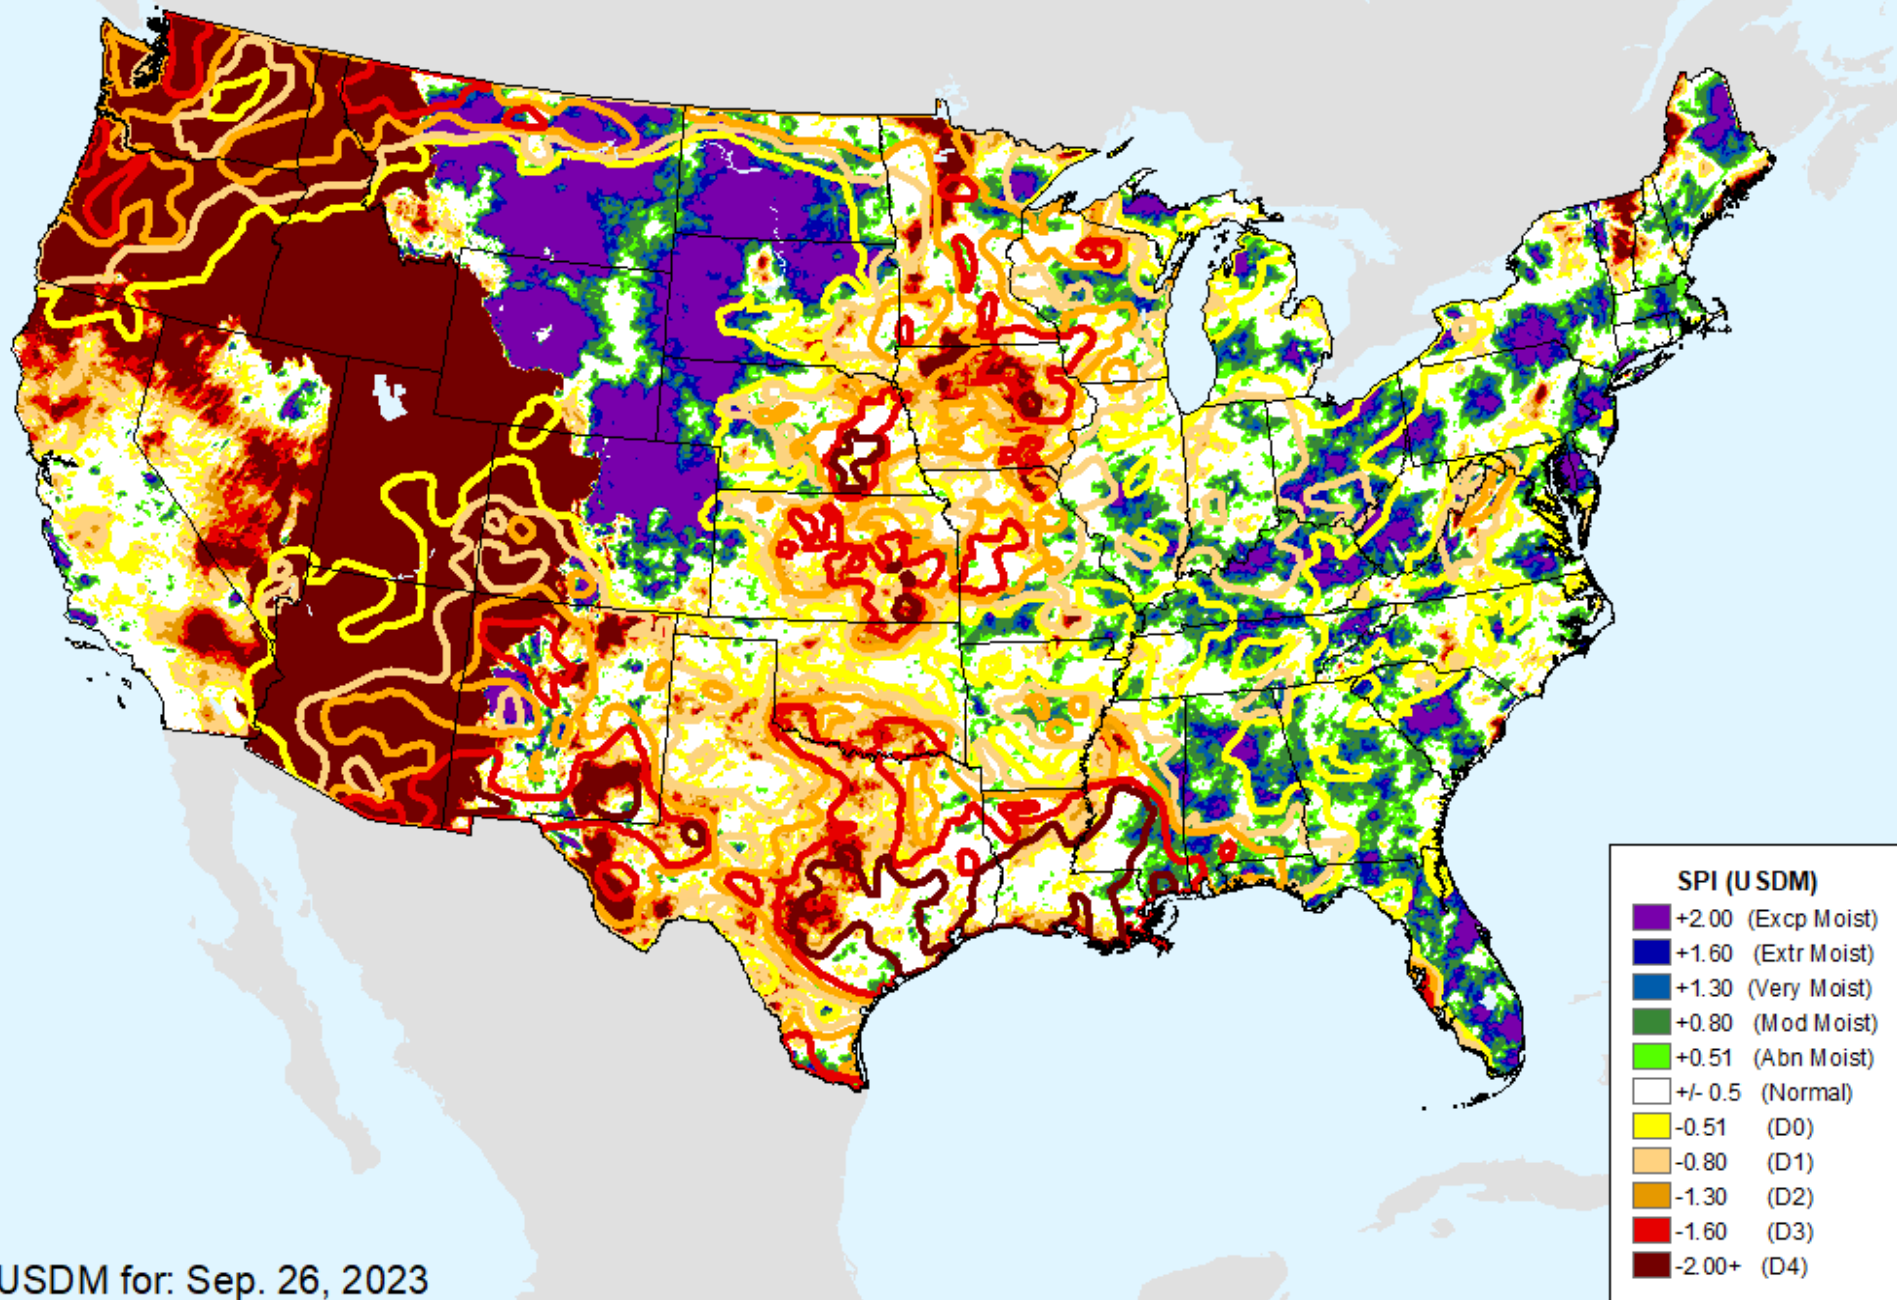 SPI (USDM)
+2.00 (Excp Moist)
+1.60 (Extr Moist)
+1.30 (Very Moist)
+0.80 (Mod Moist)
+0.51 (Abn Moist)
+/- 0.5 (Normal)
-0.51 (D0)
-0.80 (D1)
-1.30 (D2)
-1.60 (D3)
-2.00+ (D4)
USDM for: Sep. 26, 2023